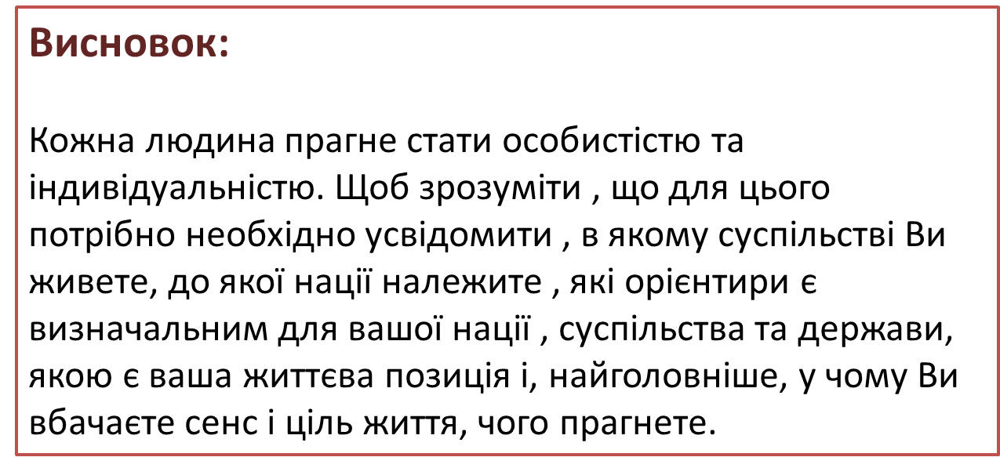 Висновок:
Кожна людина прагне стати особистістю та
індивідуальністю. Щоб зрозуміти , що для цього
потрібно необхідно усвідомити , в якому суспільстві Ви
живете, до якої нації належите , які орієнтири є
визначальним для вашої нації , суспільства та держави,
якою є ваша життєва позиція і, найголовніше, у чому Ви
вбачаєте сенс і ціль життя, чого прагнете.